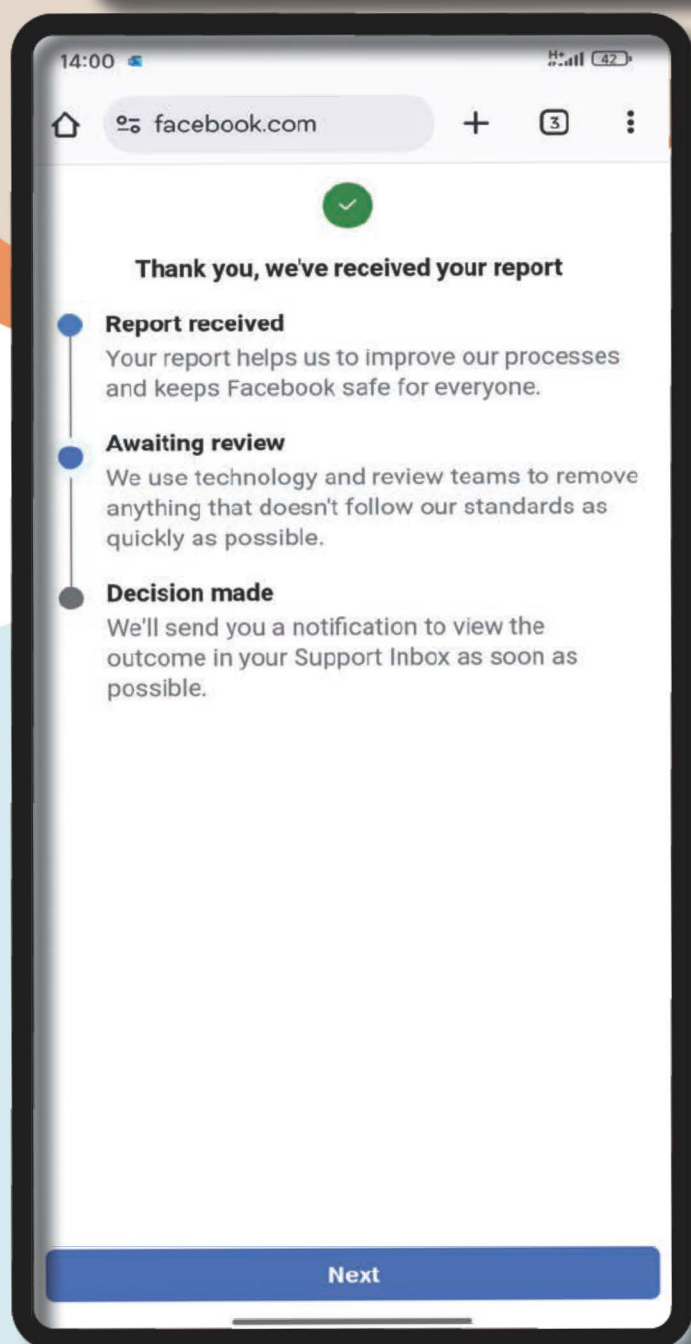 14:00
H+ 42
facebook.com
3
Thank you, we've received your report
Report received
Your report helps us to improve our processes
and keeps Facebook safe for everyone.
Awaiting review
We use technology and review teams to remove
anything that doesn't follow our standards as
quickly as possible.
Decision made
We'll send you a notification to view the
outcome in your Support Inbox as soon as
possible.
Next